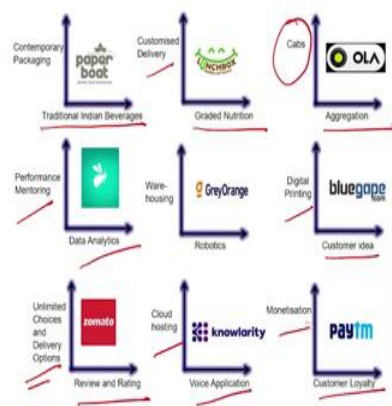 Contemporary
Packaging
paper
boat
Traditional Indian Beverages
Customised
Delivery
LUNCHBOX
Graded Nutrition
Cabs
OLA
Aggregation
Performance
Mentoring
Data Analytics
Ware-
housing
GreyOrange
Robotics
Digital
Printing
bluegape
.com
Customer idea
Unlimited
Choices
and
Delivery
Options
zomato
Review and Rating
Cloud
hosting
knowlarity
Voice Application
Monetisation
paytm
Customer Loyalty